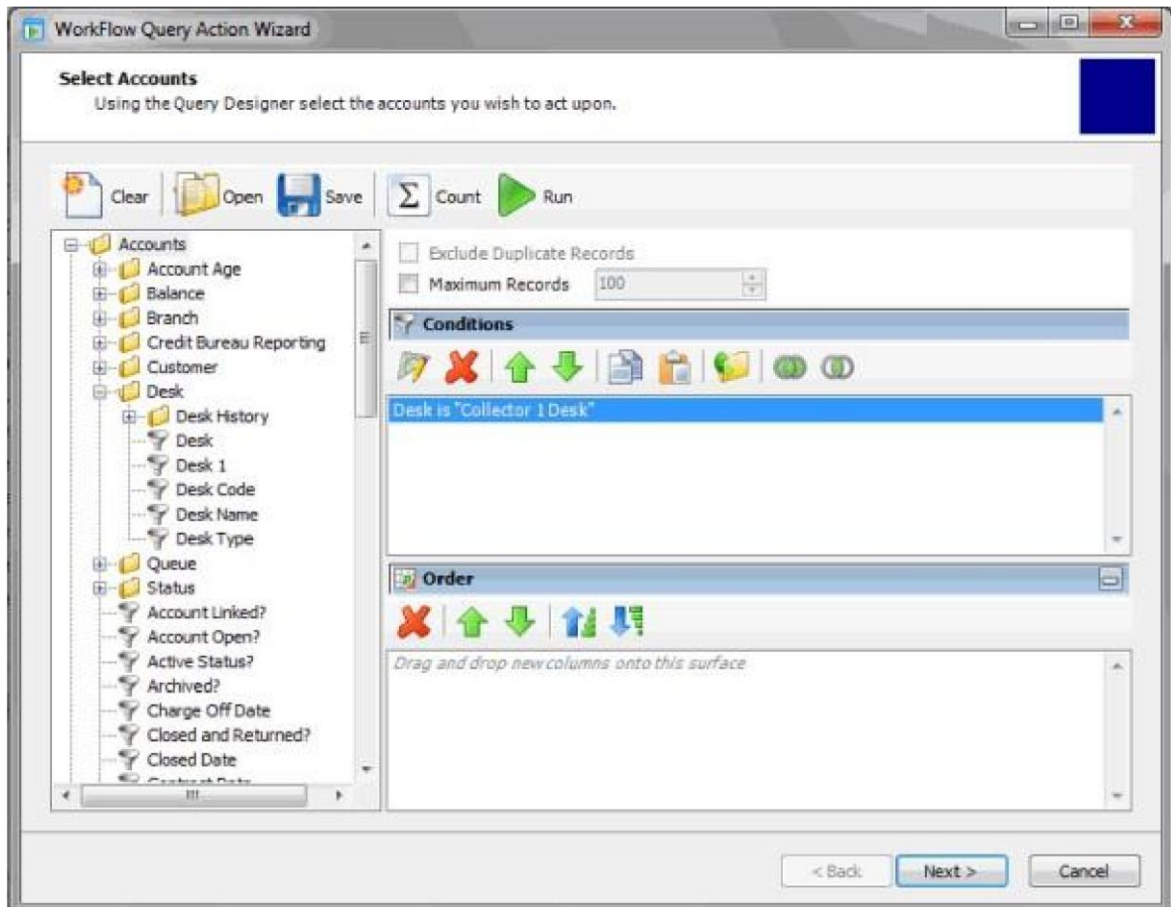 WorkFlow Query Action Wizard
Select Accounts
Using the Query Designer select the accounts you wish to act upon.
Clear Open Save Σ Count Run
Accounts
Account Age
Balance
Branch
Credit Bureau Reporting
Customer
Desk
Desk History
Desk
Desk 1
Desk Code
Desk Name
Desk Type
Queue
Status
Account Linked?
Account Open?
Active Status?
Archived?
Charge Off Date
Closed and Returned?
Closed Date
Exclude Duplicate Records
Maximum Records 100
Conditions
Desk is "Collector 1 Desk"
Order
Drag and drop new columns onto this surface
< Back Next > Cancel